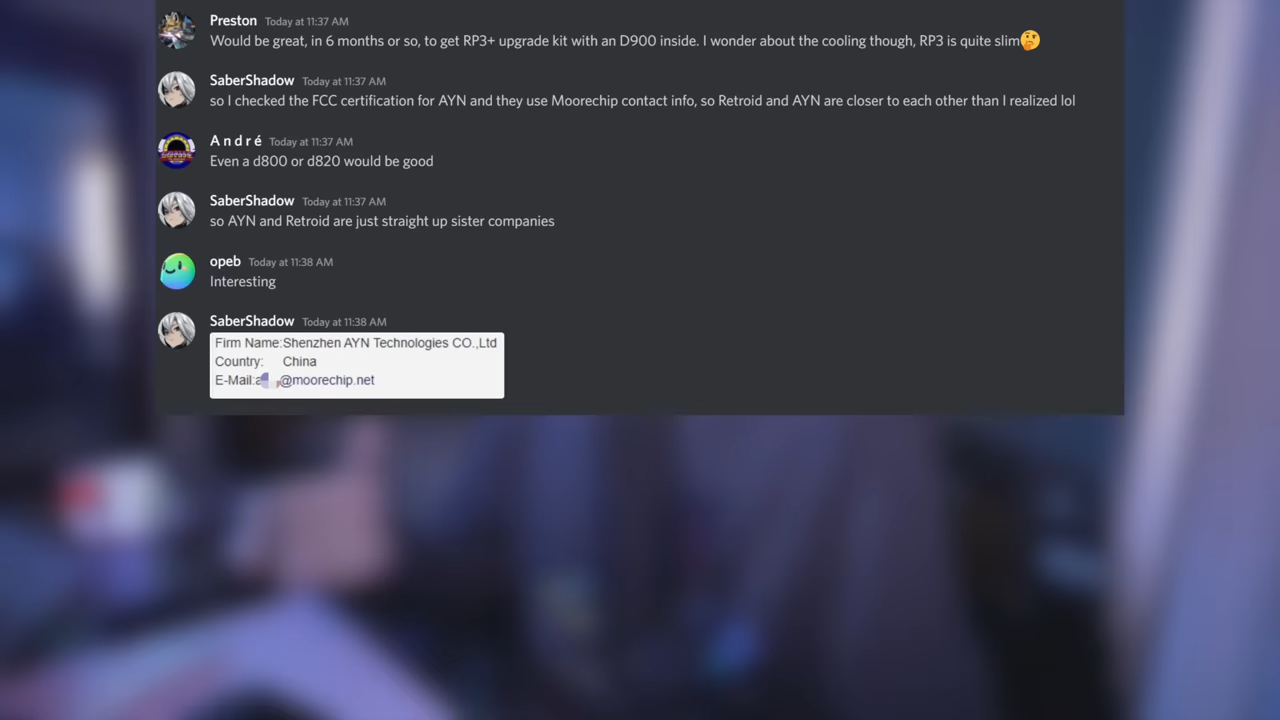 Preston Today at 11:37 AM
Would be great, in 6 months or so, to get RP3+ upgrade kit with an D900 inside. I wonder about the cooling though, RP3 is quite slim🤔
SaberShadow Today at 11:37 AM
so I checked the FCC certification for AYN and they use Moorechip contact info, so Retroid and AYN are closer to each other than I realized lol
A n d r é Today at 11:37 AM
Even a d800 or d820 would be good
SaberShadow Today at 11:37 AM
so AYN and Retroid are just straight up sister companies
opeb Today at 11:38 AM
Interesting
SaberShadow Today at 11:38 AM
Firm Name:Shenzhen AYN Technologies CO.,Ltd
Country: China
E-Mail:a @moorechip.net